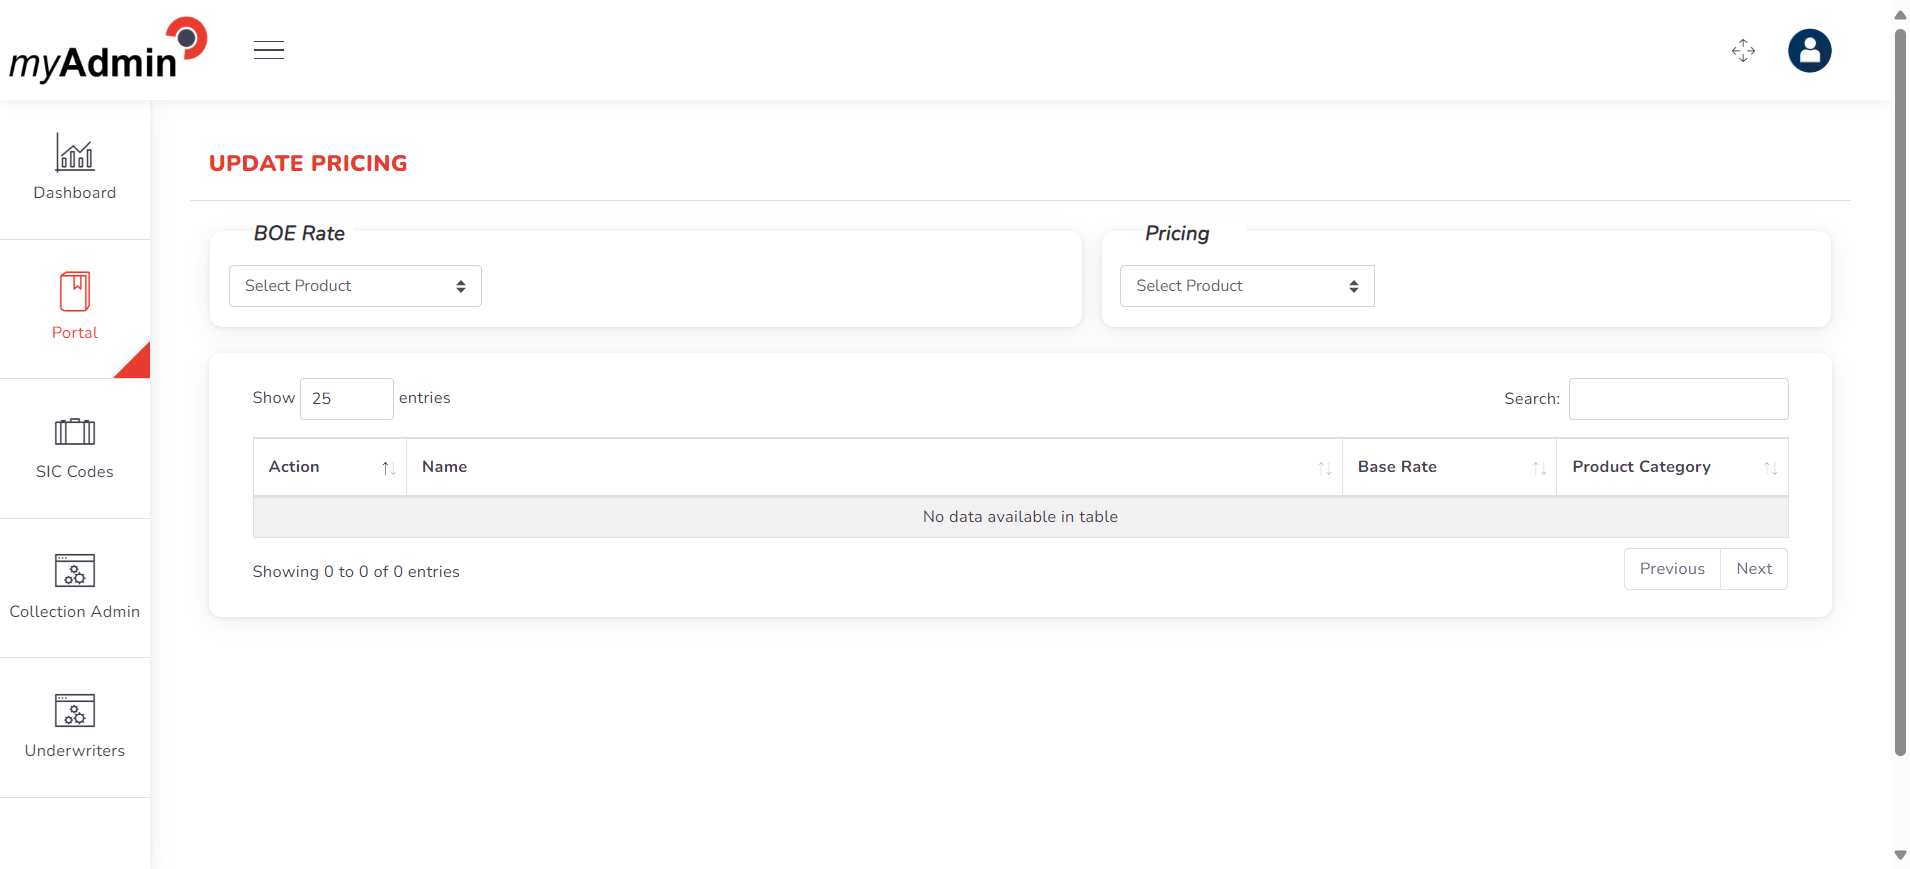 myAdmin
Dashboard
Portal
SIC Codes
Collection Admin
Underwriters
UPDATE PRICING
BOE Rate
Select Product
Pricing
Select Product
Show 25 entries
Search:
Action Name Base Rate Product Category
No data available in table
Showing 0 to 0 of 0 entries
Previous Next